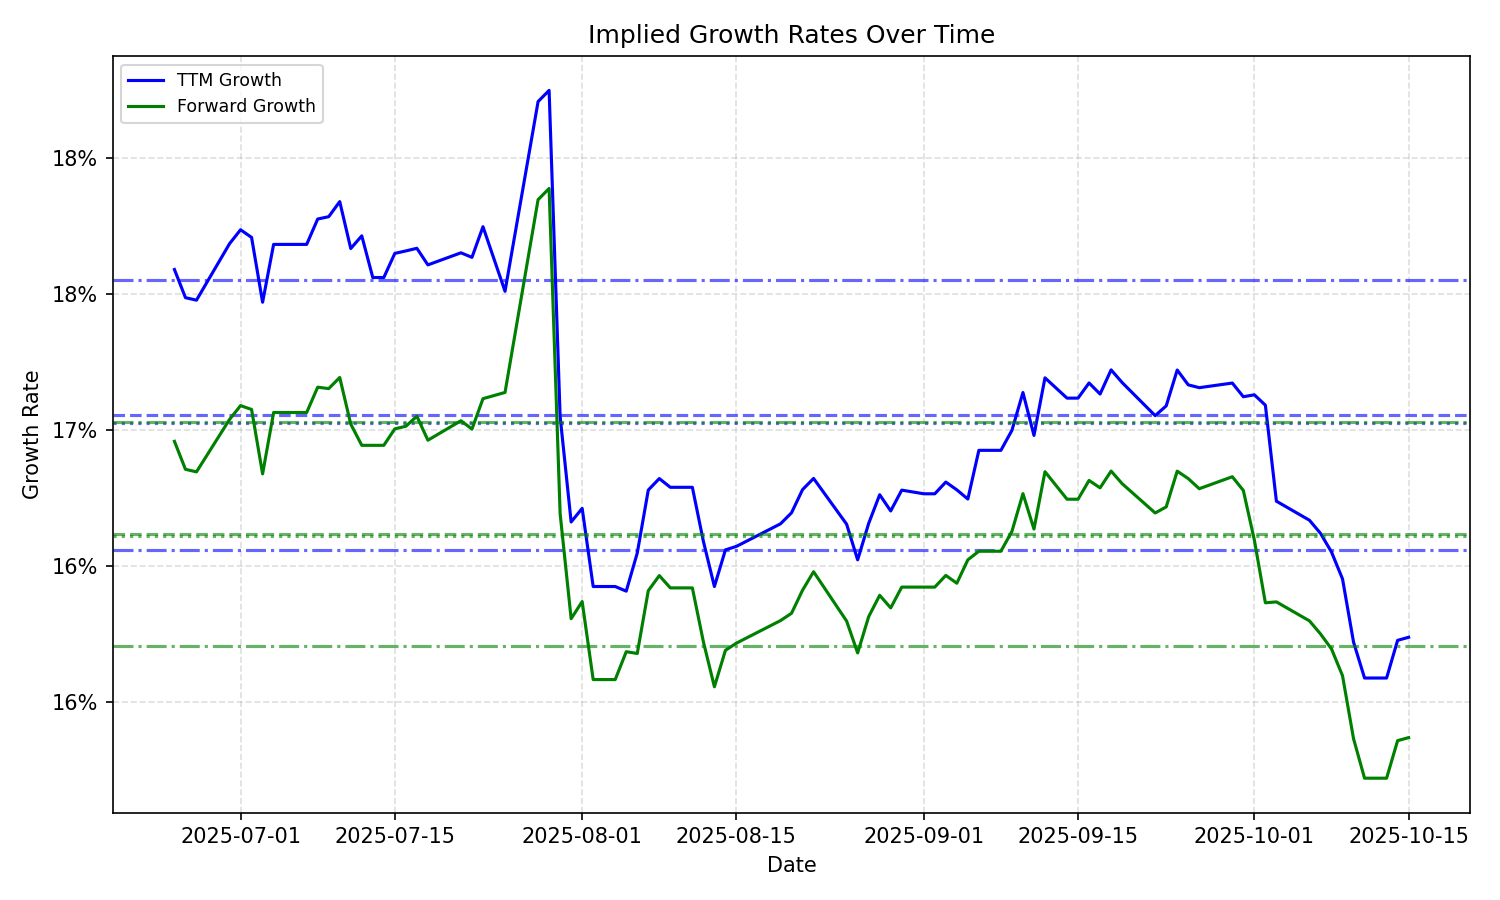 Implied Growth Rates Over Time
TTM Growth
Forward Growth
18%
18%
17%
16%
16%
Growth Rate
2025-07-01 2025-07-15 2025-08-01 2025-08-15 2025-09-01 2025-09-15 2025-10-01 2025-10-15
Date